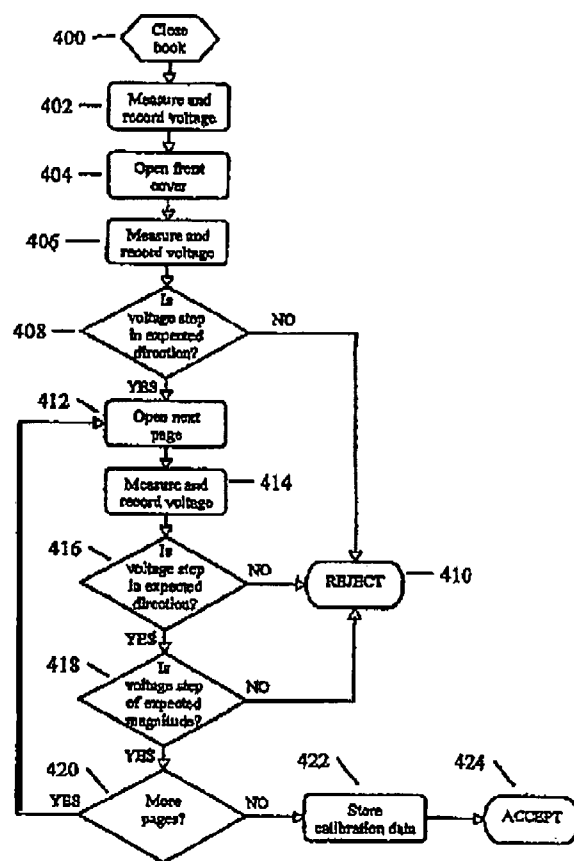 400
Close
book
402
Measure and
record voltage
404
Open front
cover
406
Measure and
record voltage
408
Is
voltage step
in expected
direction?
NO
YES
412
Open next
page
Measure and
record voltage
414
416
Is
voltage step
in expected
direction?
NO
REJECT
410
YES
418
Is
voltage step
of expected
magnitude?
NO
YES
420
YES
More
pages?
NO
422
Store
calibration data
424
ACCEPT